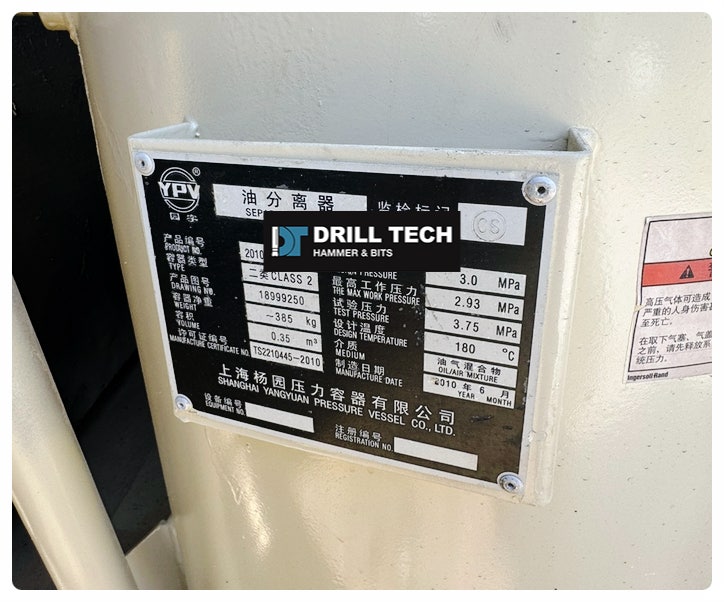 YPV®
园字
油分离器
SEP
监检标记
CS
DRILL TECH
HAMMER & BITS
产品编号
PRODUCT NO.
2010
PRESSURE
3.0 MPa
容器类型
TYPE
二类CLASS 2
最高工作压力
THE MAX WORK PRESSURE
2.93 MPa
产品图号
DRAWING NO.
18999250
试验压力
TEST PRESSURE
3.75 MPa
容器净重
WEIGHT
~385 kg
设计温度
DESIGN TEMPERATURE
180 °C
容积
VOLUME
0.35 m³
介质
MEDIUM
油气混合物
OIL/AIR MIXTURE
许可证编号
MANUFACTURE CERTIFICATE NO.
TS2210445-2010
制造日期
MANUFACTURE DATE
2010 年 6 月
YEAR MONTH
上海杨园压力容器有限公司
SHANGHAI YANGYUAN PRESSURE VESSEL CO., LTD.
设备编号
EQUIPMENT NO.
注册编号
REGISTRATION NO.
高压气体可造成
严重的人身伤害
至死亡。
在取下气塞、气盖
之前，请先释放系
统压力。
Ingersoll-Rand